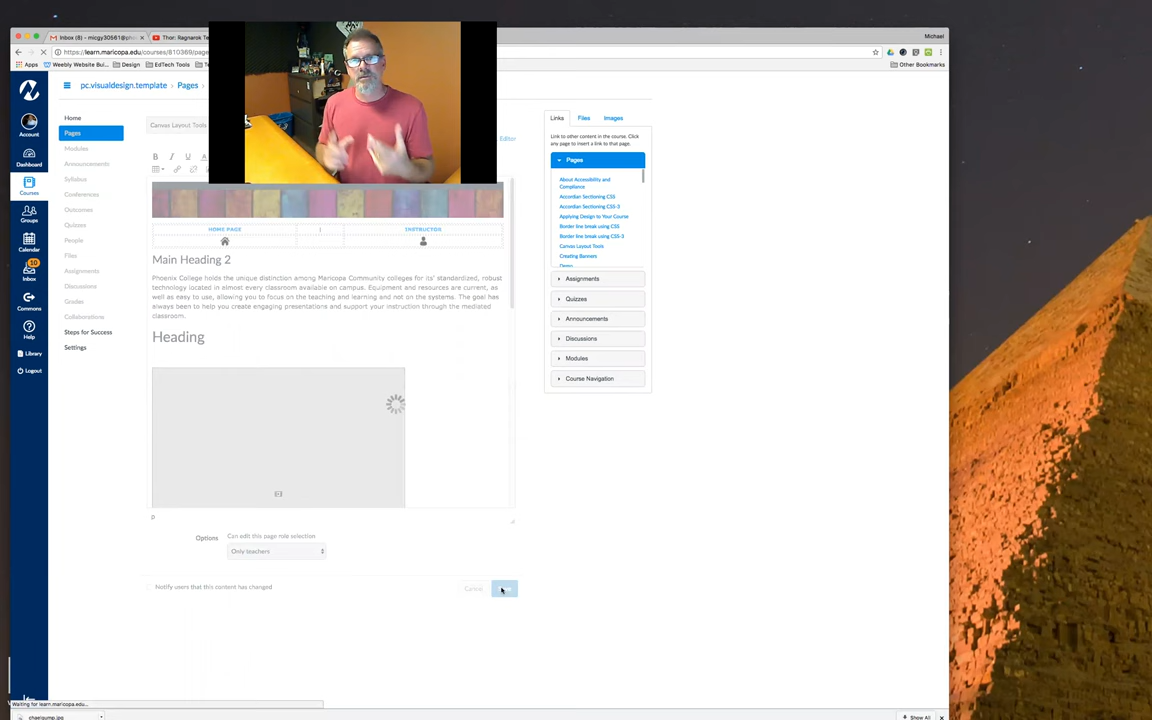 Michael
Inbox (6) - micgy30561@pho
Thor: Ragnarok Te
https://learn.maricopa.edu/courses/810369/page
Apps
Weebly Website Bui...
Design
EdTech Tools
Other Bookmarks
pc.visualdesign.template > Pages >
Account
Dashboard
Courses
Groups
Calendar
10
Inbox
Commons
Help
Library
Logout
Home
Pages
Modules
Announcements
Syllabus
Conferences
Outcomes
Quizzes
People
Files
Assignments
Discussions
Grades
Collaborations
Steps for Success
Settings
Canvas Layout Tools
Editor
B I U A
HOME PAGE | INSTRUCTOR
Main Heading 2
Phoenix College holds the unique distinction among Maricopa Community colleges for its' standardized, robust
technology located in almost every classroom available on campus. Equipment and resources are current, as
well as easy to use, allowing you to focus on the teaching and learning and not on the systems. The goal has
always been to help you create engaging presentations and support your instruction through the mediated
classroom.
Heading
p
Options
Can edit this page role selection
Only teachers
Notify users that this content has changed
Cancel
Links Files Images
Link to other content in the course. Click
any page to insert a link to that page.
Pages
About Accessibility and
Compliance
Accordian Sectioning CSS
Accordian Sectioning CSS-3
Applying Design to Your Course
Border line break using CSS
Border line break using CSS-3
Canvas Layout Tools
Creating Banners
Demo
Assignments
Quizzes
Announcements
Discussions
Modules
Course Navigation
Waiting for learn.maricopa.edu...
Show All